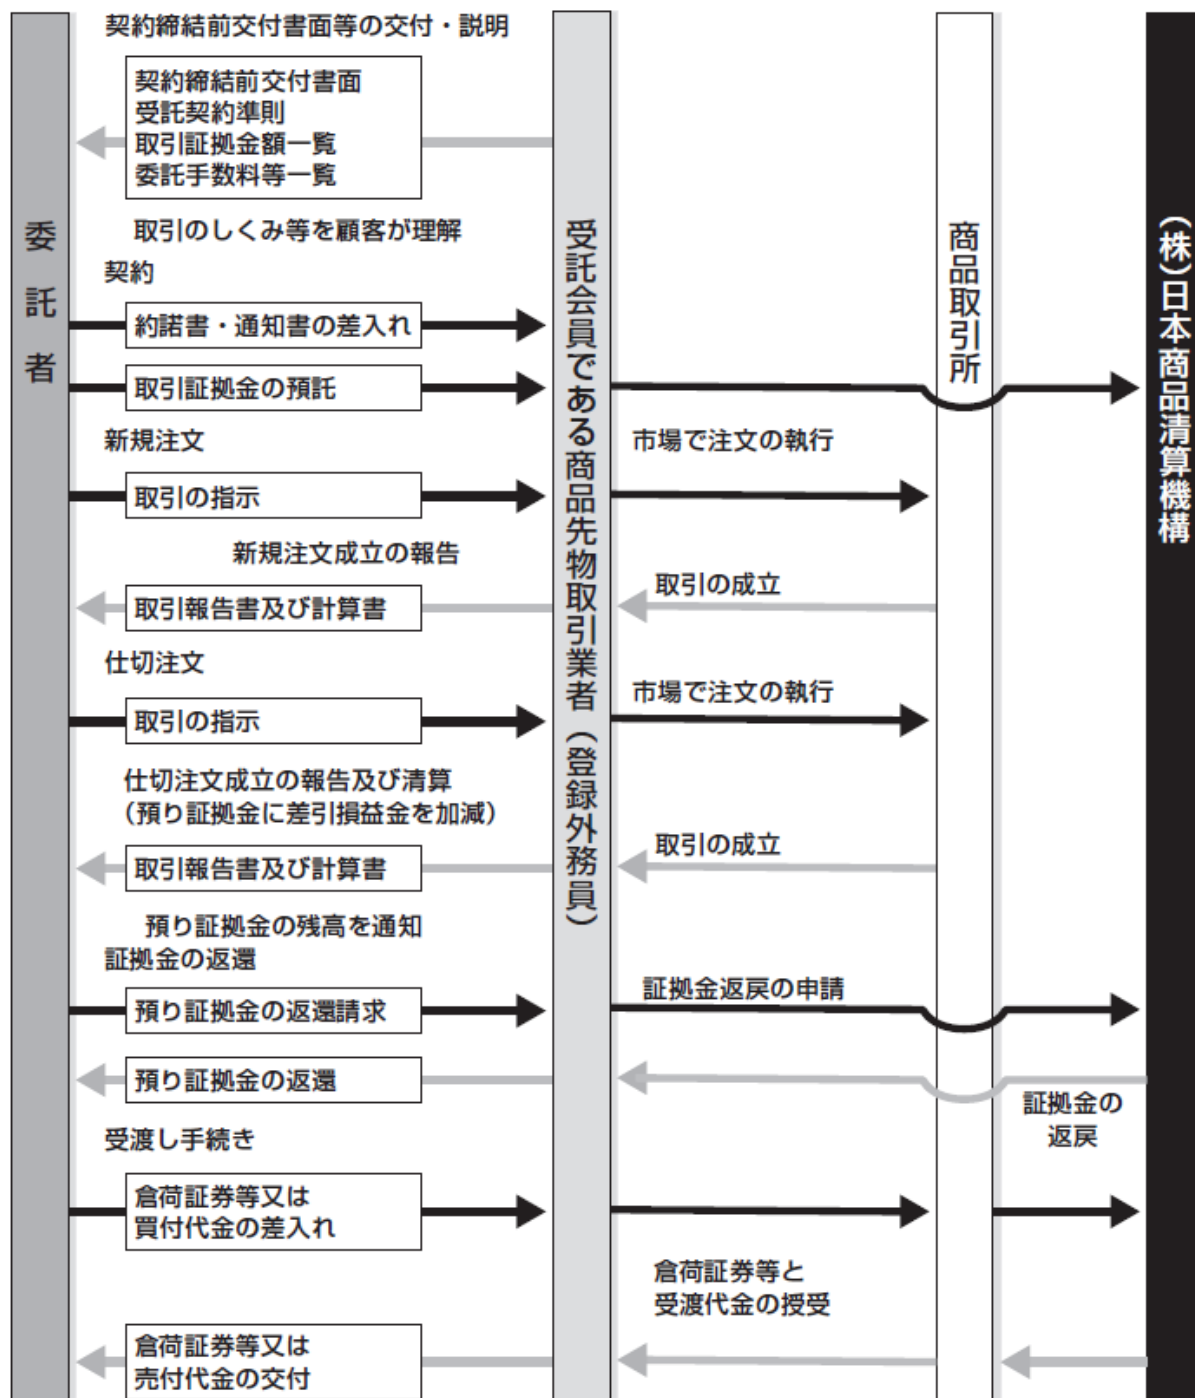 契約締結前交付書面等の交付・説明
契約締結前交付書面
受託契約準則
取引証拠金額一覧
委託手数料等一覧
取引のしくみ等を顧客が理解
契約
約諾書・通知書の差入れ
取引証拠金の預託
新規注文
市場で注文の執行
取引の指示
新規注文成立の報告
取引の成立
取引報告書及び計算書
仕切注文
市場で注文の執行
取引の指示
仕切注文成立の報告及び清算
（預り証拠金に差引損益金を加減）
取引の成立
取引報告書及び計算書
預り証拠金の残高を通知
証拠金の返還
預り証拠金の返還請求
証拠金返戻の申請
預り証拠金の返還
証拠金の
返戻
受渡し手続き
倉荷証券等又は
買付代金の差入れ
倉荷証券等と
受渡代金の授受
倉荷証券等又は
売付代金の交付
委託者
受託会員である商品先物取引業者（登録外務員）
商品取引所
（株）日本商品清算機構